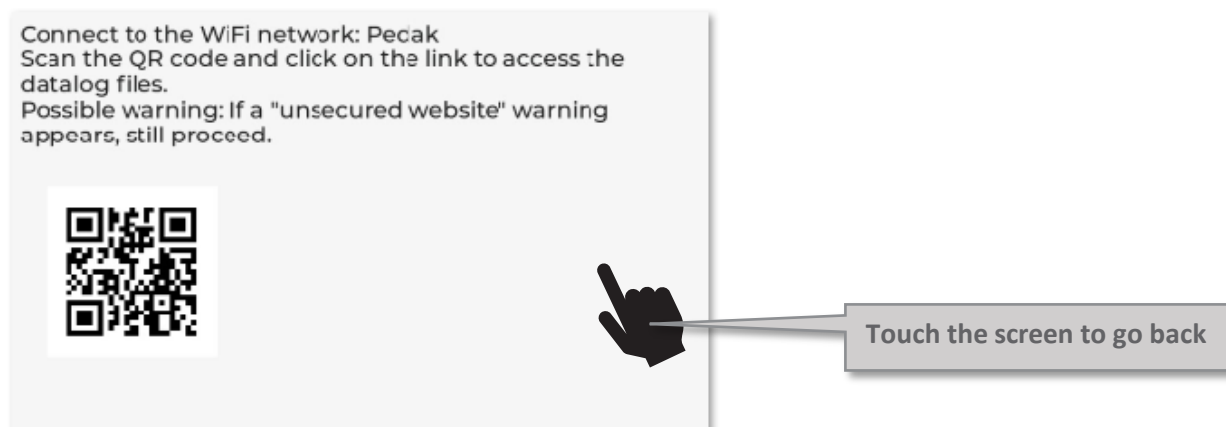 Connect to the WiFi network: Pedak
Scan the QR code and click on the link to access the
datalog files.
Possible warning: If a "unsecured website" warning
appears, still proceed.
Touch the screen to go back